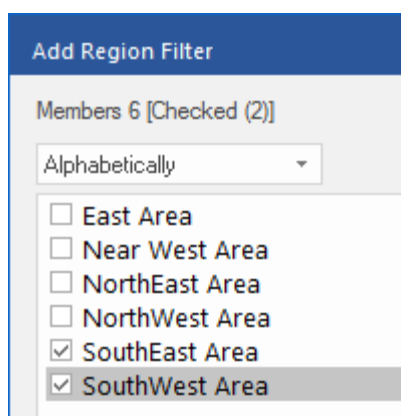 Add Region Filter
Members 6 [Checked (2)]
Alphabetically
East Area
Near West Area
NorthEast Area
NorthWest Area
SouthEast Area
SouthWest Area